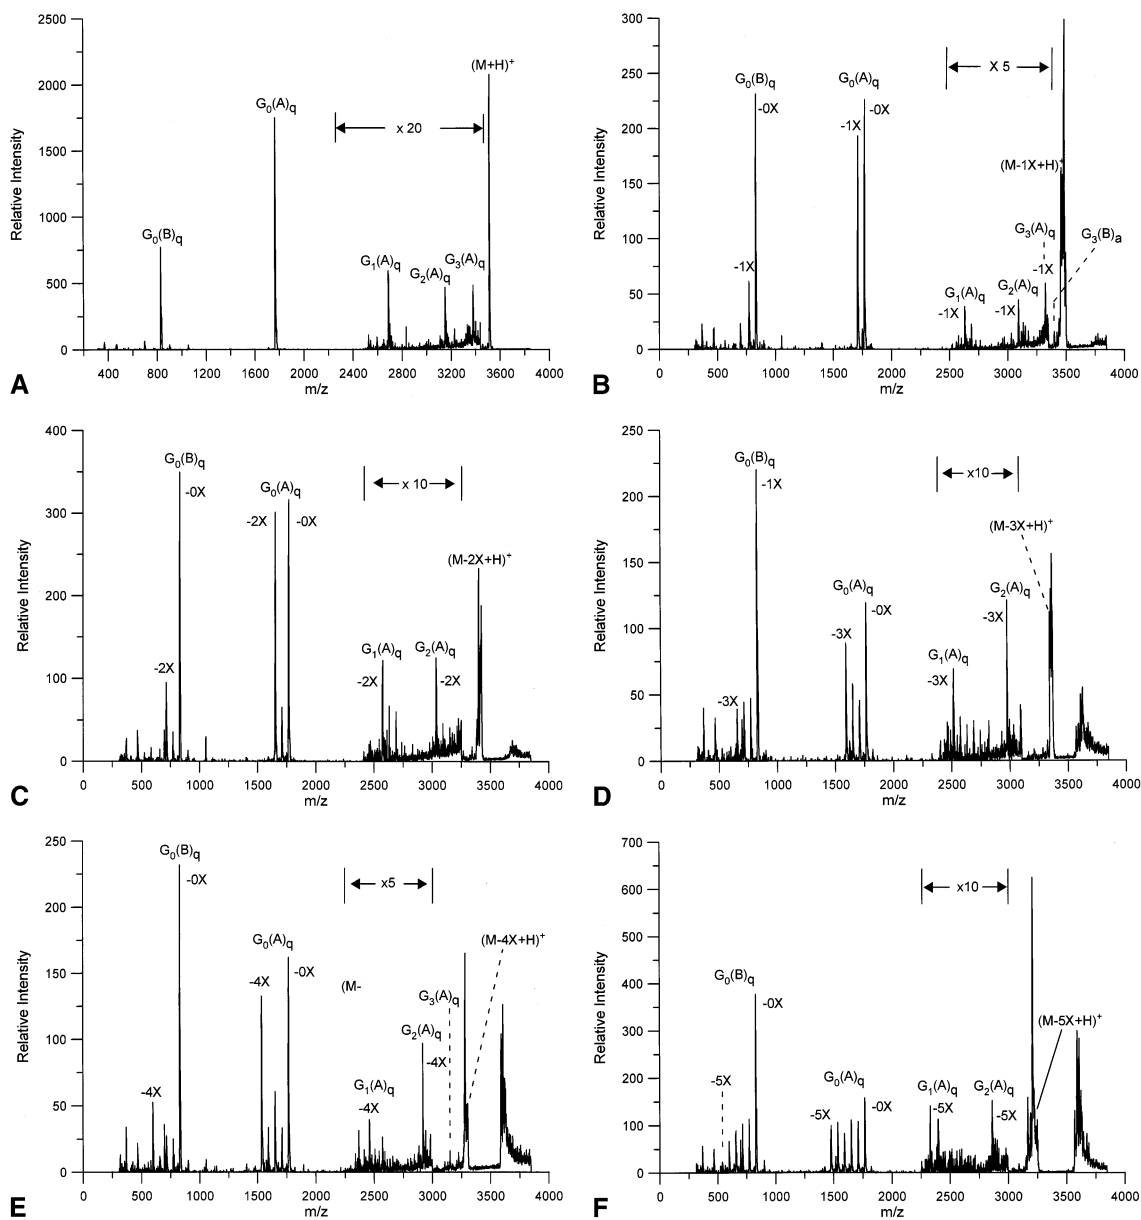 2500
2000
1500
1000
500
0
Relative Intensity
G₀(B)q
G₀(A)q
x 20
(M+H)⁺
G₁(A)q
G₂(A)q
G₃(A)q
400 800 1200 1600 2000 2400 2800 3200 3600 4000
m/z
A
300
250
200
150
100
50
0
Relative Intensity
G₀(B)q
-0X
-1X
G₀(A)q
-1X
-0X
X 5
(M-1X+H)⁺
G₃(A)q
-1X
G₃(B)a
G₁(A)q
-1X
G₂(A)q
-1X
0 500 1000 1500 2000 2500 3000 3500 4000
m/z
B
400
300
200
100
0
Relative Intensity
G₀(B)q
-0X
-2X
G₀(A)q
-2X
-0X
x 10
(M-2X+H)⁺
G₁(A)q
-2X
G₂(A)q
-2X
0 500 1000 1500 2000 2500 3000 3500 4000
m/z
C
250
200
150
100
50
0
Relative Intensity
G₀(B)q
-1X
-3X
G₀(A)q
-3X
-0X
x10
(M-3X+H)⁺
G₂(A)q
-3X
G₁(A)q
-3X
0 500 1000 1500 2000 2500 3000 3500 4000
m/z
D
250
200
150
100
50
0
Relative Intensity
G₀(B)q
-0X
-4X
G₀(A)q
-4X
-0X
x5
(M-
(M-4X+H)⁺
G₃(A)q
G₂(A)q
-4X
G₁(A)q
-4X
0 500 1000 1500 2000 2500 3000 3500 4000
m/z
E
700
600
500
400
300
200
100
0
Relative Intensity
G₀(B)q
-0X
-5X
G₀(A)q
-5X
-0X
x10
(M-5X+H)⁺
G₁(A)q
-5X
G₂(A)q
-5X
0 500 1000 1500 2000 2500 3000 3500 4000
m/z
F